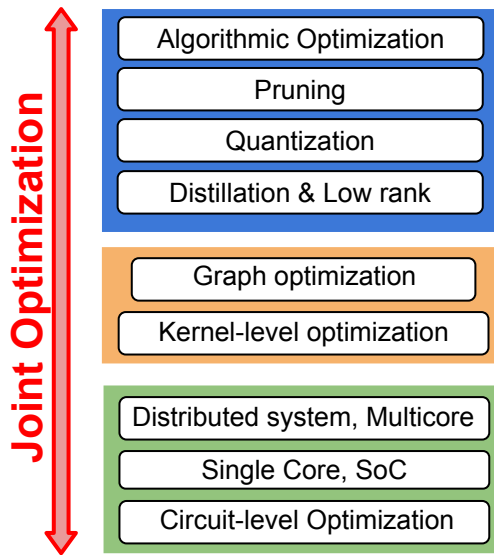 Joint Optimization
Algorithmic Optimization
Pruning
Quantization
Distillation & Low rank
Graph optimization
Kernel-level optimization
Distributed system, Multicore
Single Core, SoC
Circuit-level Optimization